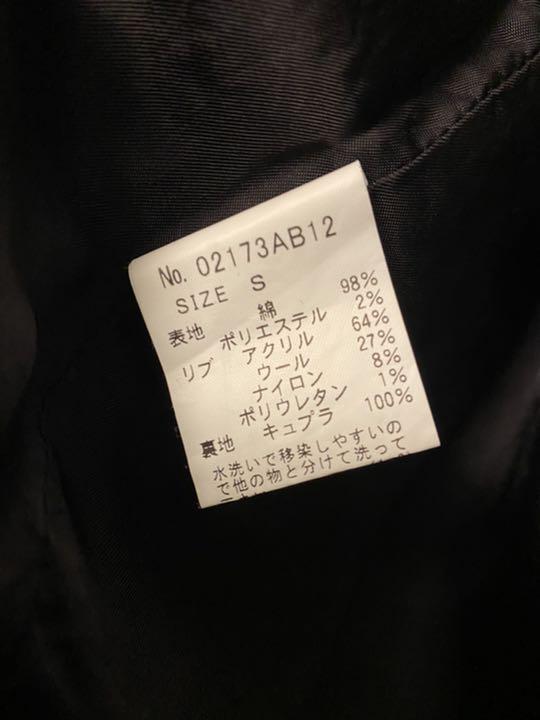 No. 02173AB12
SIZE S
表地 綿 98%
ポリエステル 2%
リブ アクリル 64%
ウール 27%
ナイロン 8%
ポリウレタン 1%
裏地 キュプラ 100%
水洗いで移染しやすいの
で他の物と分けて洗って